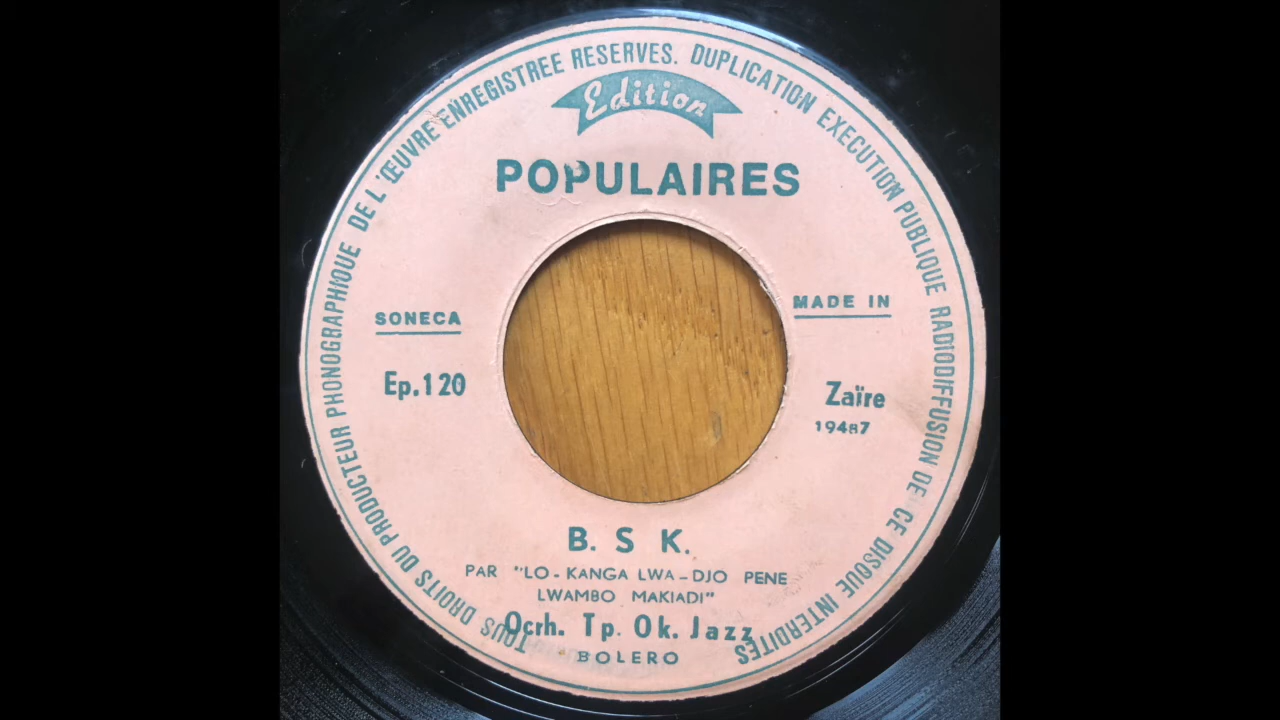 TOUS DROITS DU PRODUCTEUR PHONOGRAPHIQUE DE L'ŒUVRE ENREGISTREE RESERVES. DUPLICATION EXECUTION PUBLIQUE RADIODIFFUSION DE CE DISQUE INTERDITES
Edition
POPULAIRES
SONECA
MADE IN
Ep.120
Zaïre
19487
B. S K.
PAR "LO-KANGA LWA-DJO PENE
LWAMBO MAKIADI"
Ocrh. Tp. Ok. Jazz
BOLERO